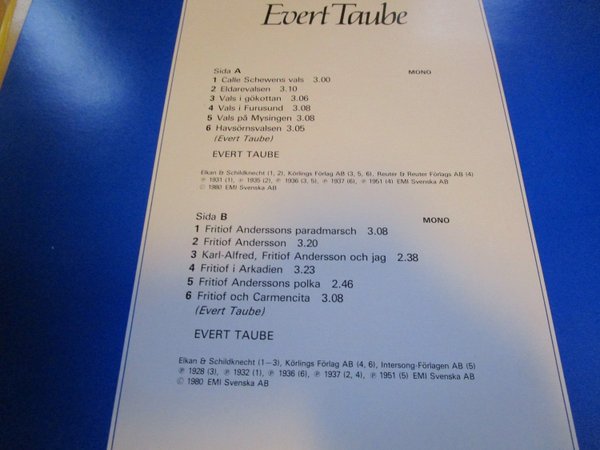 Evert Taube
Sida A MONO
1 Calle Schewens vals 3.00
2 Eldarevalsen 3.10
3 Vals i gökottan 3.06
4 Vals i Furusund 3.08
5 Vals på Mysingen 3.08
6 Havsörnsvalsen 3.05
(Evert Taube)
EVERT TAUBE
Elkan & Schildknecht (1, 2), Körlings Förlag AB (3, 5, 6), Reuter & Reuter Förlags AB (4)
℗ 1931 (1), ℗ 1935 (2), ℗ 1936 (3, 5), ℗ 1937 (6), ℗ 1951 (4) EMI Svenska AB
© 1980 EMI Svenska AB
Sida B MONO
1 Fritiof Anderssons paradmarsch 3.08
2 Fritiof Andersson 3.20
3 Karl-Alfred, Fritiof Andersson och jag 2.38
4 Fritiof i Arkadien 3.23
5 Fritiof Anderssons polka 2.46
6 Fritiof och Carmencita 3.08
(Evert Taube)
EVERT TAUBE
Elkan & Schildknecht (1–3), Körlings Förlag AB (4, 6), Intersong-Förlagen AB (5)
℗ 1928 (3), ℗ 1932 (1), ℗ 1936 (6), ℗ 1937 (2, 4), ℗ 1951 (5) EMI Svenska AB
© 1980 EMI Svenska AB